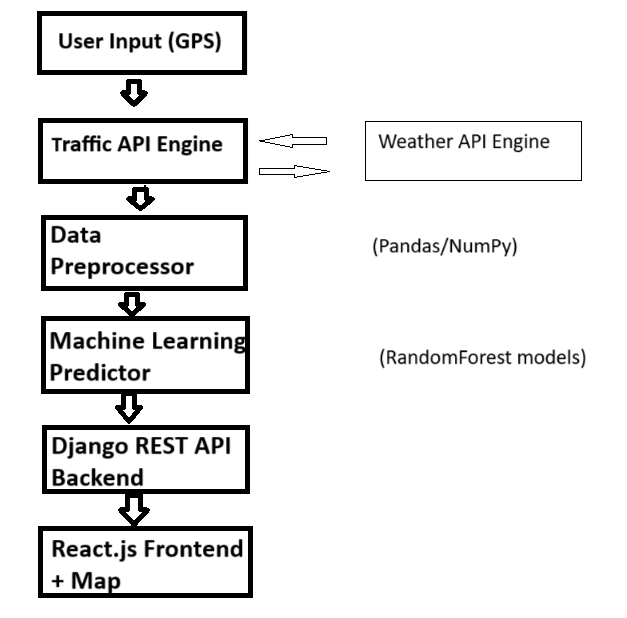 User Input (GPS)
Traffic API Engine
Weather API Engine
Data
Preprocessor
(Pandas/NumPy)
Machine Learning
Predictor
(RandomForest models)
Django REST API
Backend
React.js Frontend
+ Map